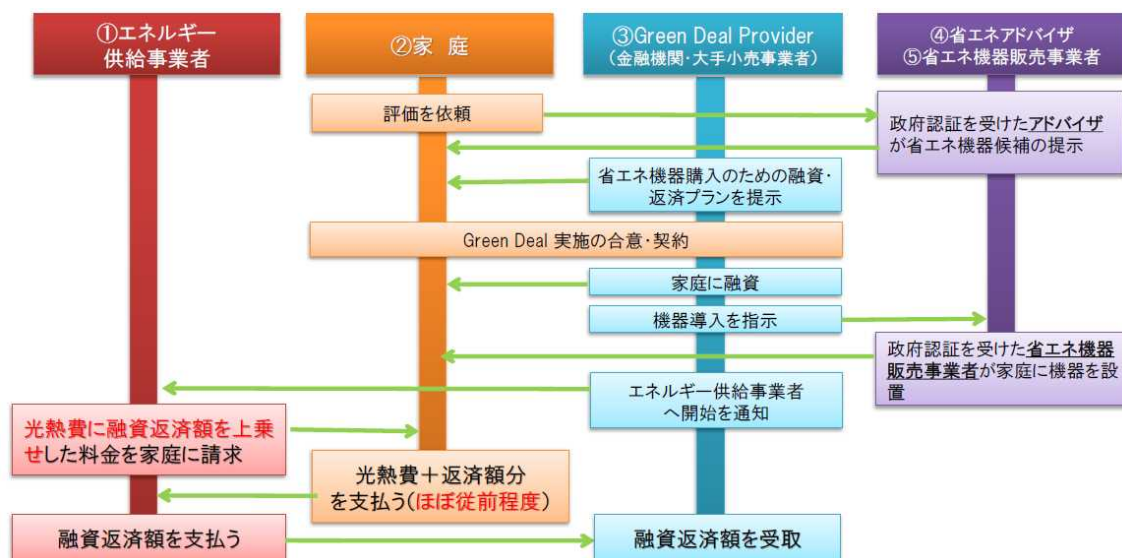 ①エネルギー
供給事業者
②家 庭
③Green Deal Provider
（金融機関・大手小売事業者）
④省エネアドバイザ
⑤省エネ機器販売事業者
評価を依頼
政府認証を受けたアドバイザ
が省エネ機器候補の提示
省エネ機器購入のための融資・
返済プランを提示
Green Deal 実施の合意・契約
家庭に融資
機器導入を指示
政府認証を受けた省エネ機器
販売事業者が家庭に機器を設
置
エネルギー供給事業者
へ開始を通知
光熱費に融資返済額を上乗
せした料金を家庭に請求
光熱費＋返済額分
を支払う（ほぼ従前程度）
融資返済額を支払う
融資返済額を受取